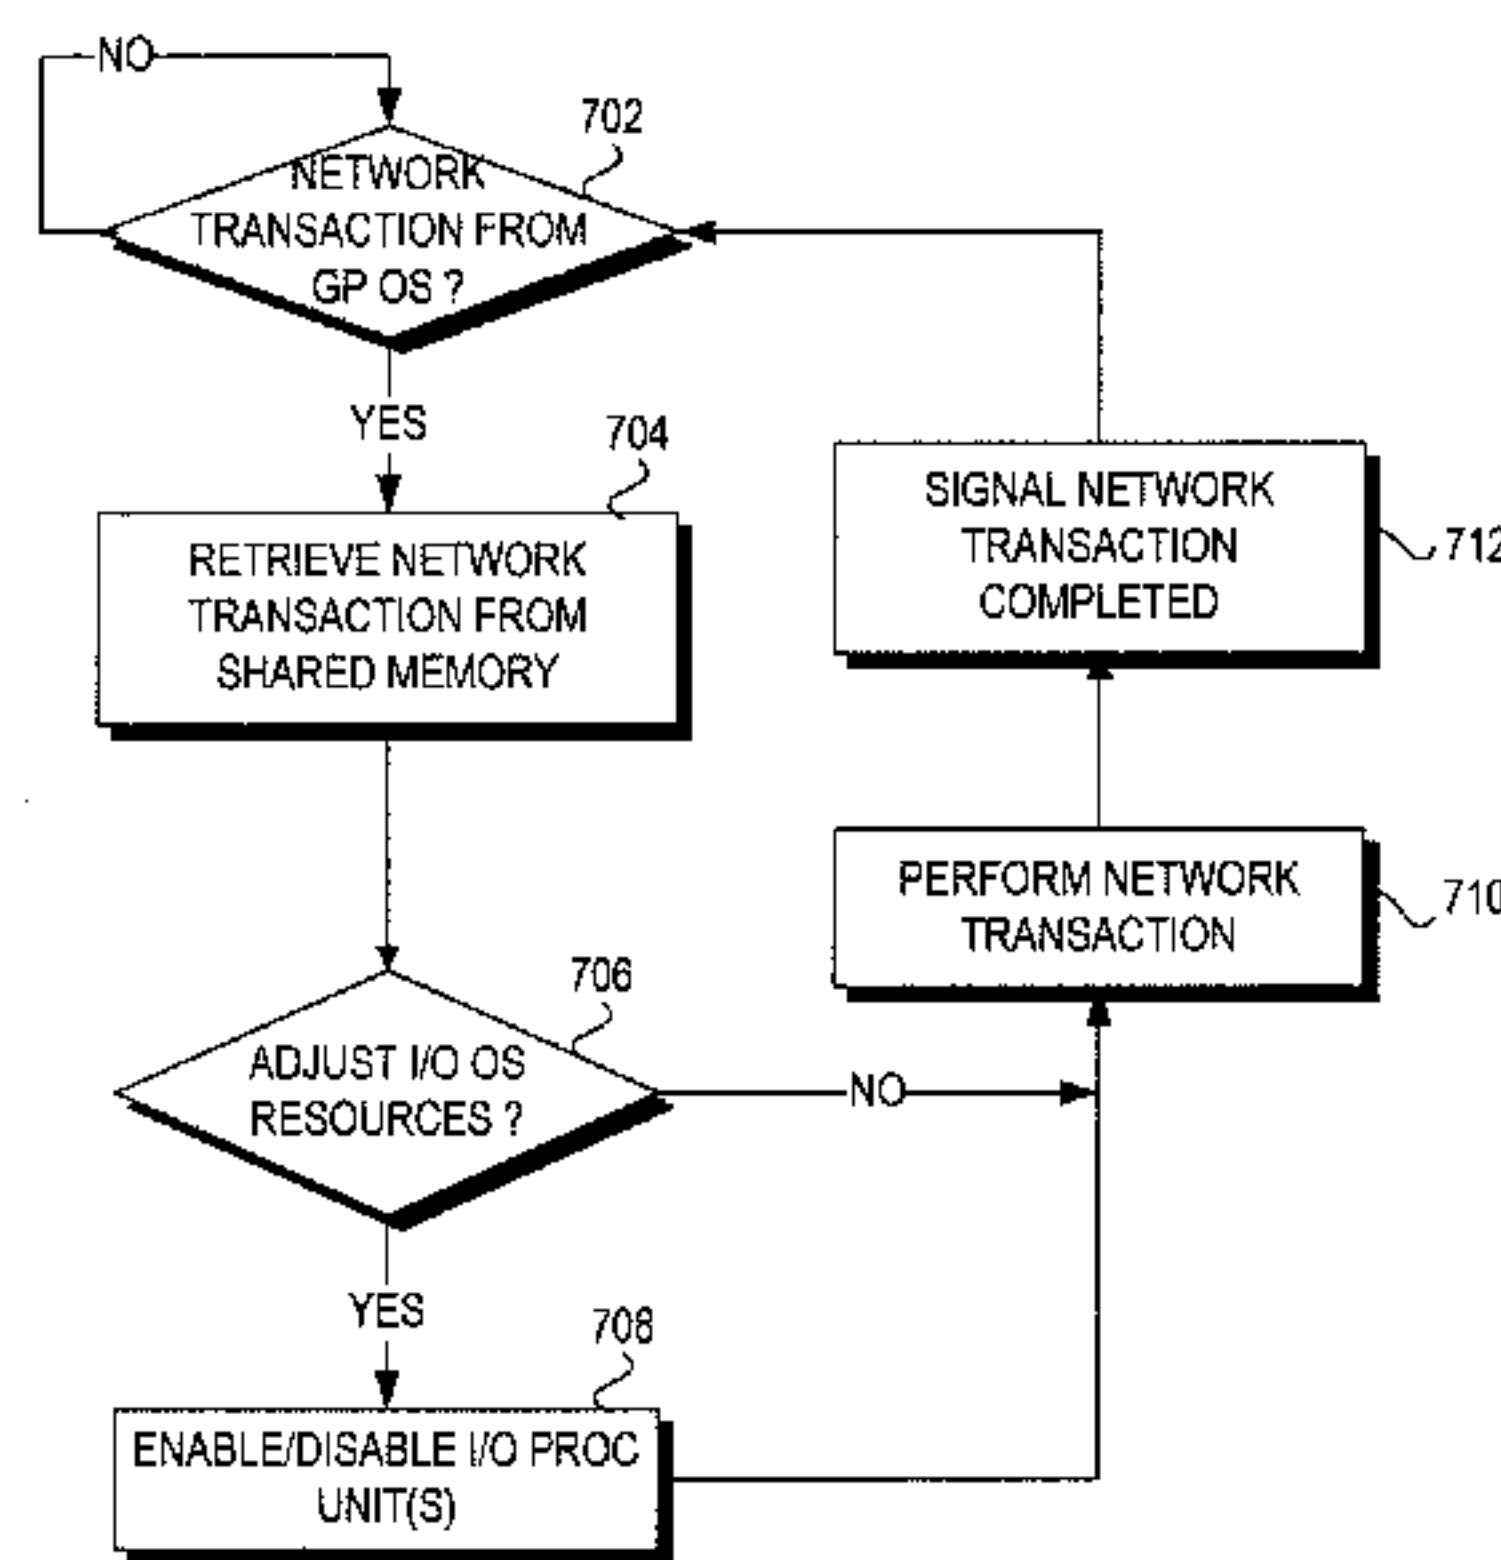 NO
702
NETWORK
TRANSACTION FROM
GP OS ?
YES
704
RETRIEVE NETWORK
TRANSACTION FROM
SHARED MEMORY
706
ADJUST I/O OS
RESOURCES ?
NO
YES
708
ENABLE/DISABLE I/O PROC
UNIT(S)
PERFORM NETWORK
TRANSACTION
710
SIGNAL NETWORK
TRANSACTION
COMPLETED
712